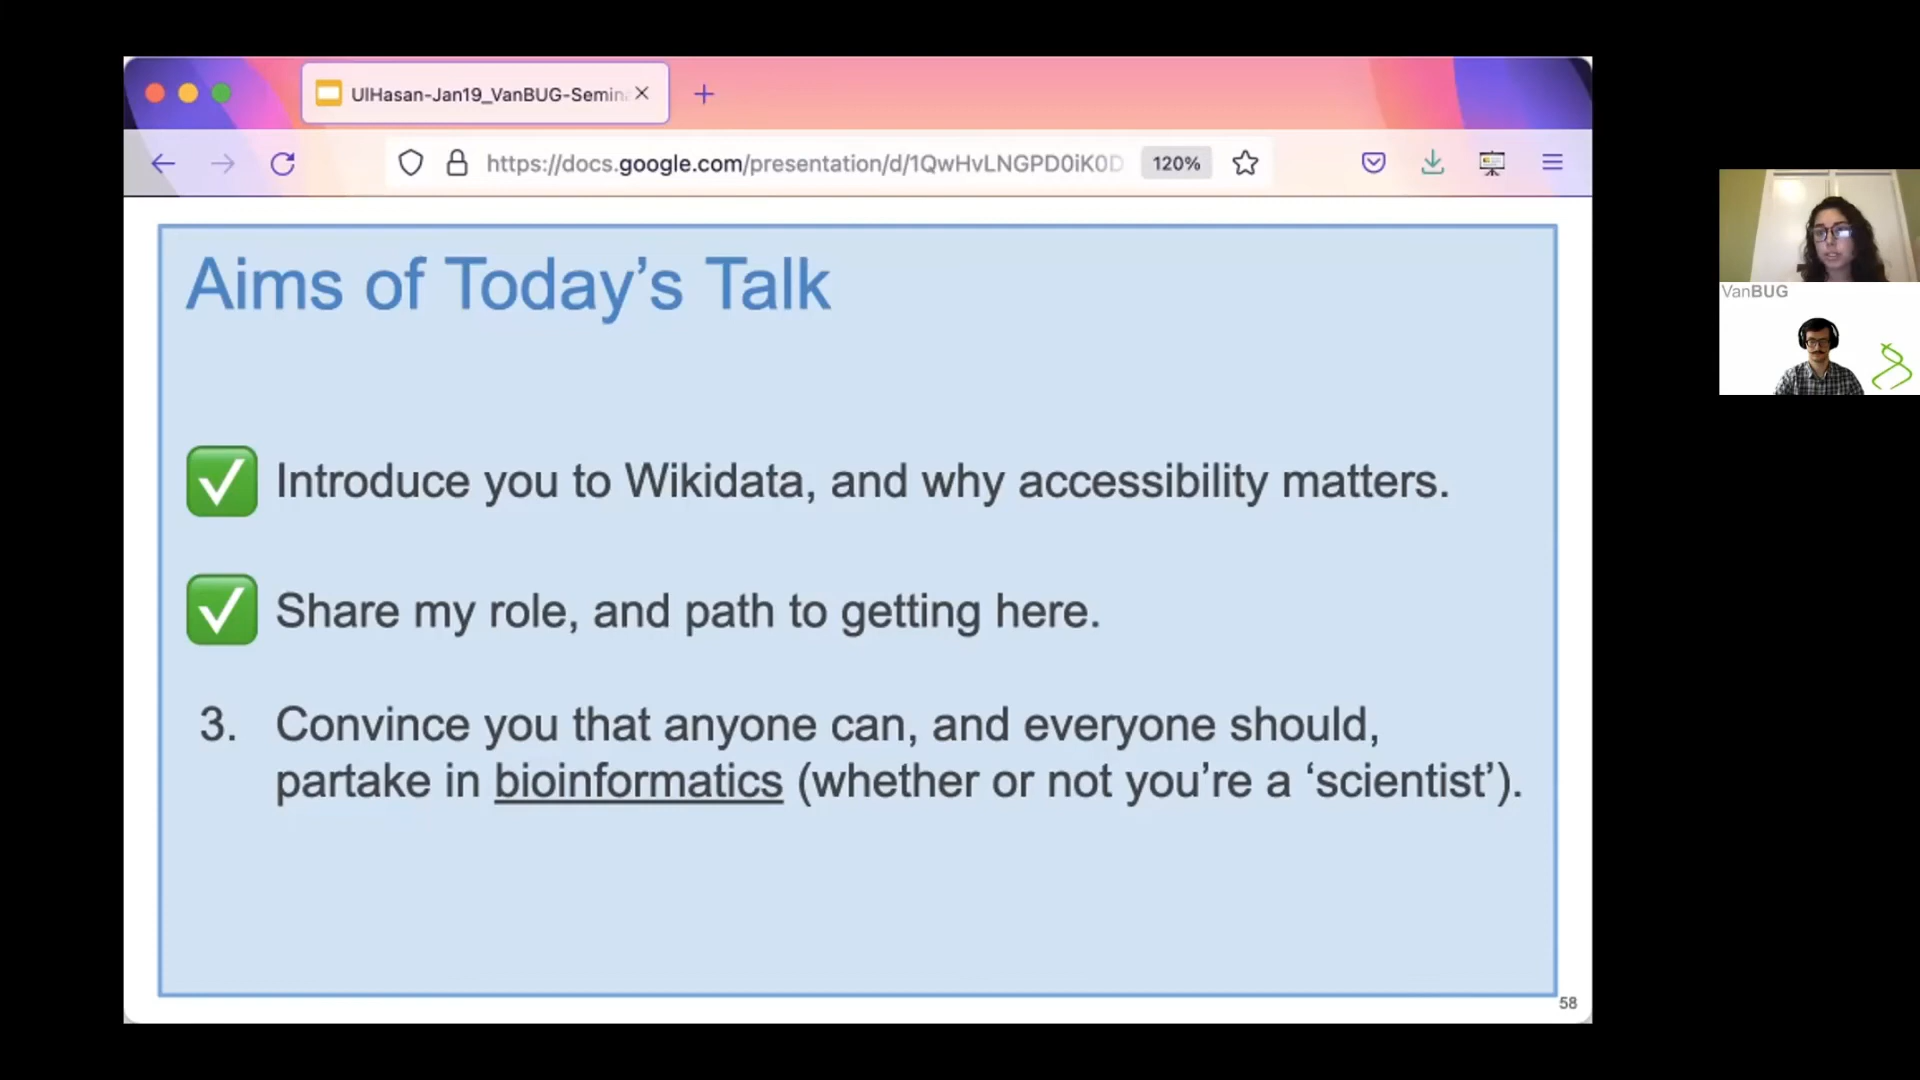 UlHasan-Jan19_VanBUG-Semin
https://docs.google.com/presentation/d/1QwHvLNGPD0iK0D
120%
Aims of Today's Talk
Introduce you to Wikidata, and why accessibility matters.
Share my role, and path to getting here.
3. Convince you that anyone can, and everyone should,
partake in bioinformatics (whether or not you're a ‘scientist’).
58
VanBUG